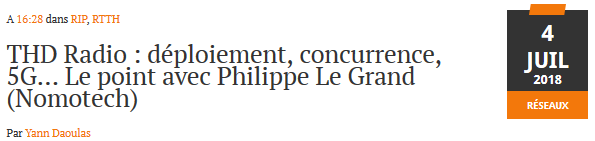 A 16:28 dans RIP, RTTH
THD Radio : déploiement, concurrence,
5G... Le point avec Philippe Le Grand
(Nomotech)
Par Yann Daoulas
4
JUIL
2018
RÉSEAUX